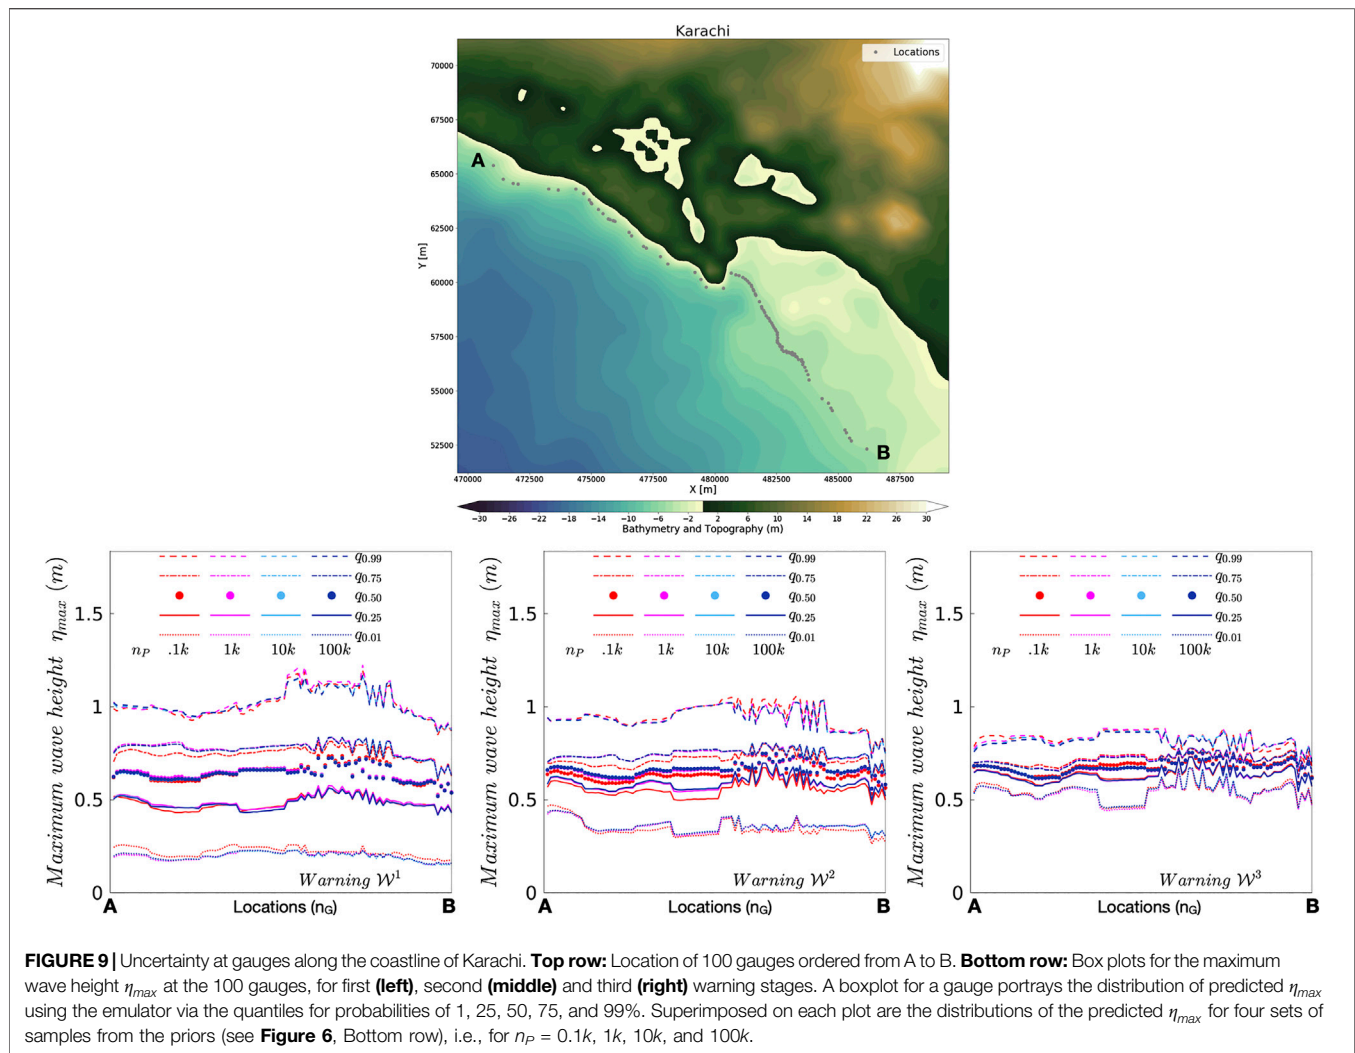 Karachi
Locations
70000
67500
65000
62500
60000
57500
55000
52500
Y [m]
A
B
470000 472500 475000 477500 480000 482500 485000 487500
X [m]
−30 −26 −22 −18 −14 −10 −6 −2 2 6 10 14 18 22 26 30
Bathymetry and Topography (m)
Maximum wave height η_max (m)
1.5
1
0.5
0
q0.99
q0.75
q0.50
q0.25
q0.01
nP .1k 1k 10k 100k
Warning W¹
A Locations (nG) B
Maximum wave height η_max (m)
1.5
1
0.5
0
q0.99
q0.75
q0.50
q0.25
q0.01
nP .1k 1k 10k 100k
Warning W²
A Locations (nG) B
Maximum wave height η_max (m)
1.5
1
0.5
0
q0.99
q0.75
q0.50
q0.25
q0.01
nP .1k 1k 10k 100k
Warning W³
A Locations (nG) B
FIGURE 9 | Uncertainty at gauges along the coastline of Karachi. Top row: Location of 100 gauges ordered from A to B. Bottom row: Box plots for the maximum
wave height η_max at the 100 gauges, for first (left), second (middle) and third (right) warning stages. A boxplot for a gauge portrays the distribution of predicted η_max
using the emulator via the quantiles for probabilities of 1, 25, 50, 75, and 99%. Superimposed on each plot are the distributions of the predicted η_max for four sets of
samples from the priors (see Figure 6, Bottom row), i.e., for nP = 0.1k, 1k, 10k, and 100k.